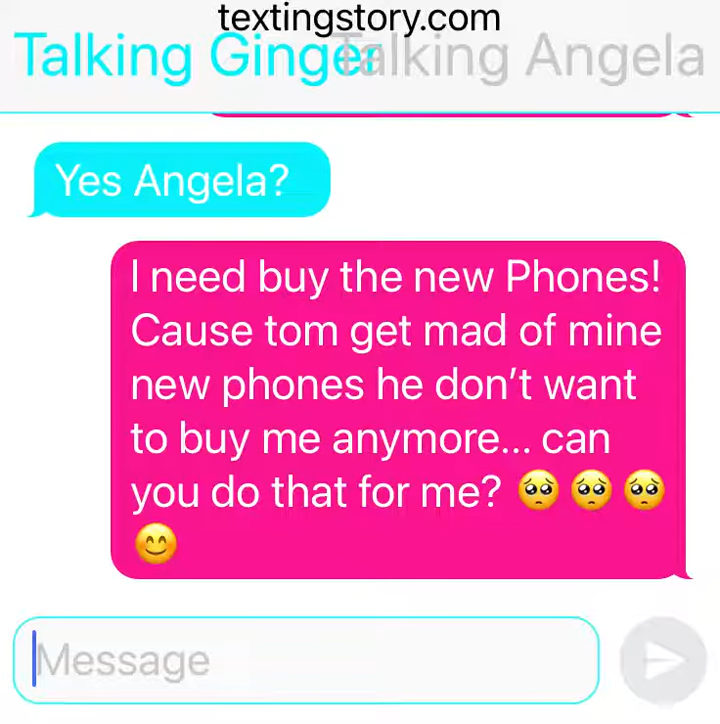 textingstory.com
Talking Ginger Talking Angela
Yes Angela?
I need buy the new Phones!
Cause tom get mad of mine
new phones he don’t want
to buy me anymore... can
you do that for me? 🥺 🥺 🥺
😊
Message